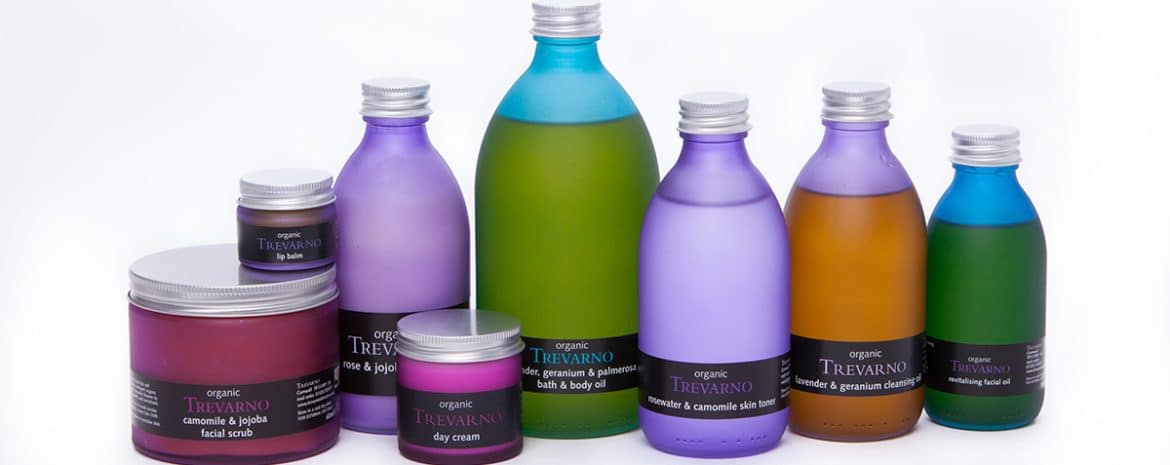 organic
TREVARNO
lip balm
organic
TREVARNO
camomile & jojoba
facial scrub
TREVARNO
organic
TREVARNO
rose & jojo
organic
TREVARNO
day cream
organic
TREVARNO
geranium & palmerosa
bath & body oil
organic
TREVARNO
rosewater & camomile skin toner
organic
TREVARNO
lavender & geranium cleansing oil
organic
TREVARNO
revitalising facial oil